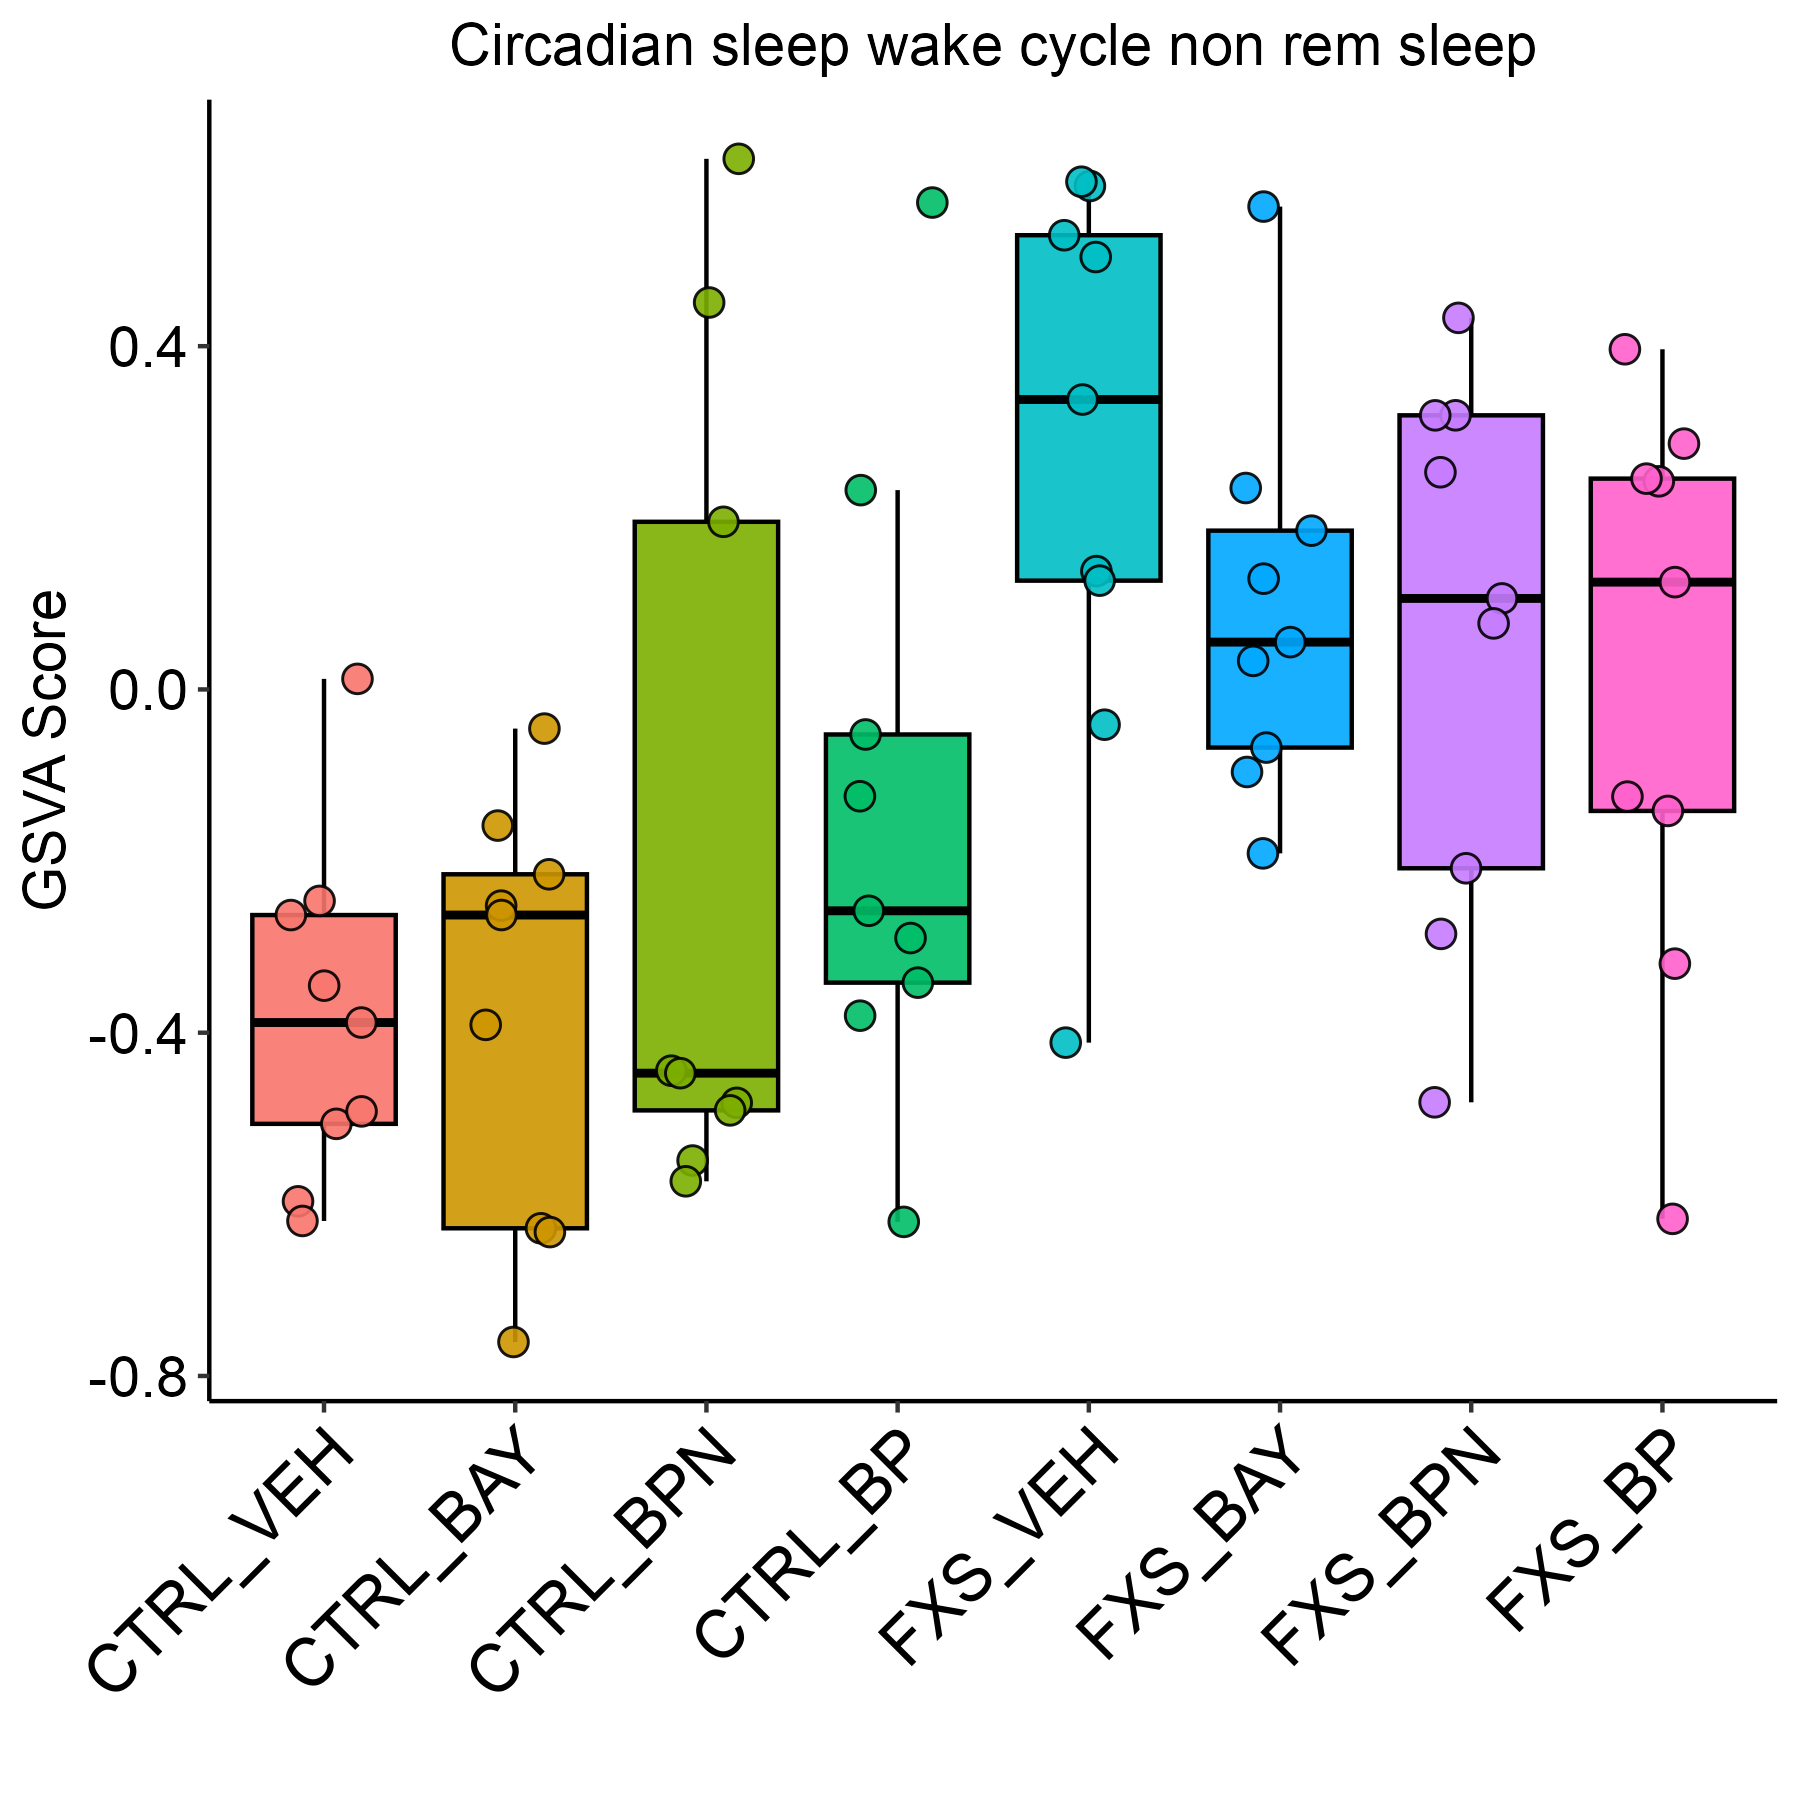 Circadian sleep wake cycle non rem sleep
GSVA Score
0.4
0.0
-0.4
-0.8
CTRL_VEH
CTRL_BAY
CTRL_BPN
CTRL_BP
FXS_VEH
FXS_BAY
FXS_BPN
FXS_BP